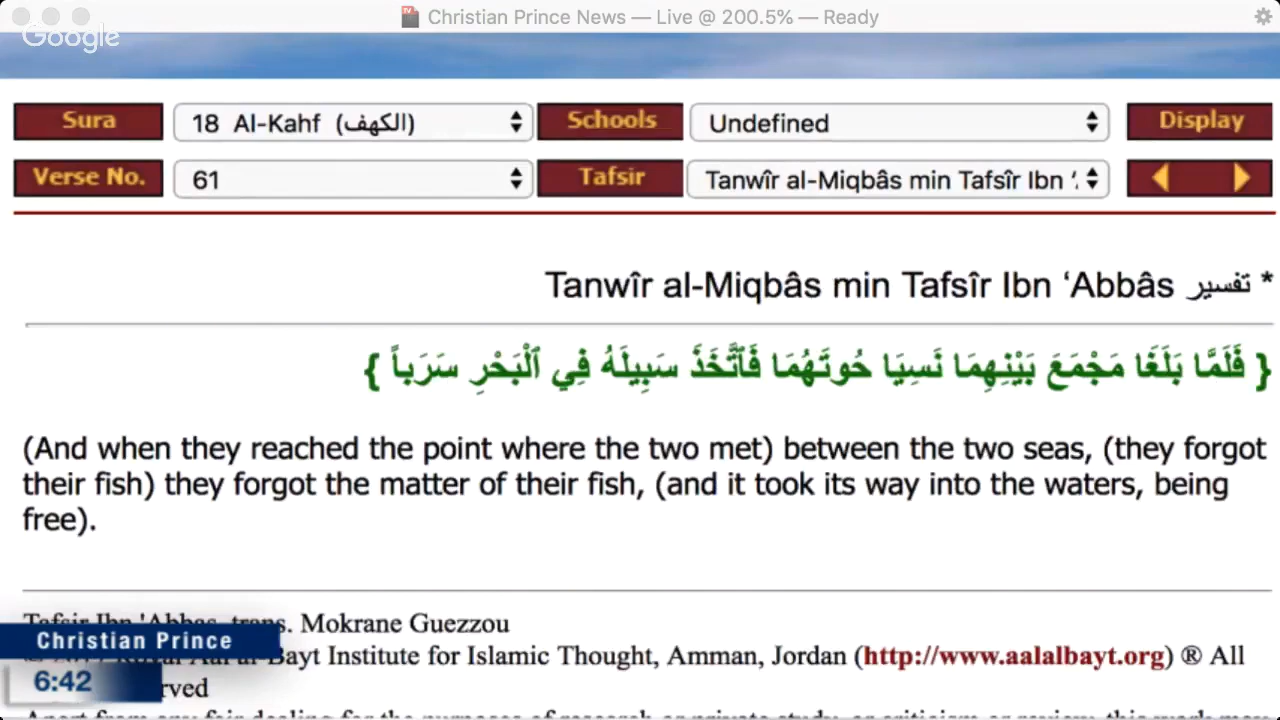 Christian Prince News — Live @ 200.5% — Ready
Google
Sura 18 Al-Kahf (الكهف) Schools Undefined Display
Verse No. 61 Tafsir Tanwîr al-Miqbâs min Tafsîr Ibn ‘
* تفسير Tanwîr al-Miqbâs min Tafsîr Ibn ‘Abbâs
{ فَلَمَّا بَلَغَا مَجْمَعَ بَيْنِهِمَا نَسِيَا حُوتَهُمَا فَٱتَّخَذَ سَبِيلَهُ فِي ٱلْبَحْرِ سَرَباً }
(And when they reached the point where the two met) between the two seas, (they forgot
their fish) they forgot the matter of their fish, (and it took its way into the waters, being
free).
Tafsir Ibn 'Abbas, trans. Mokrane Guezzou
Christian Prince
Bayt Institute for Islamic Thought, Amman, Jordan (http://www.aalalbayt.org) ® All
6:42
rved